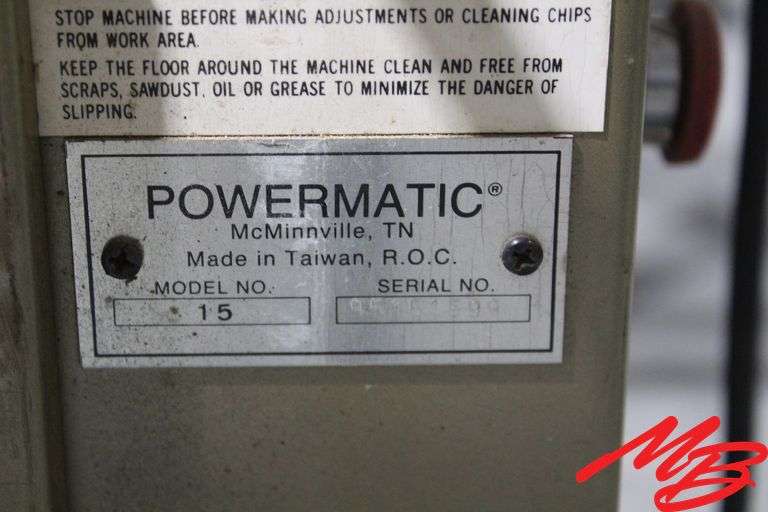 STOP MACHINE BEFORE MAKING ADJUSTMENTS OR CLEANING CHIPS
FROM WORK AREA.
KEEP THE FLOOR AROUND THE MACHINE CLEAN AND FREE FROM
SCRAPS, SAWDUST, OIL OR GREASE TO MINIMIZE THE DANGER OF
SLIPPING.
POWERMATIC®
McMinnville, TN
Made in Taiwan, R.O.C.
MODEL NO. SERIAL NO.
15
MB